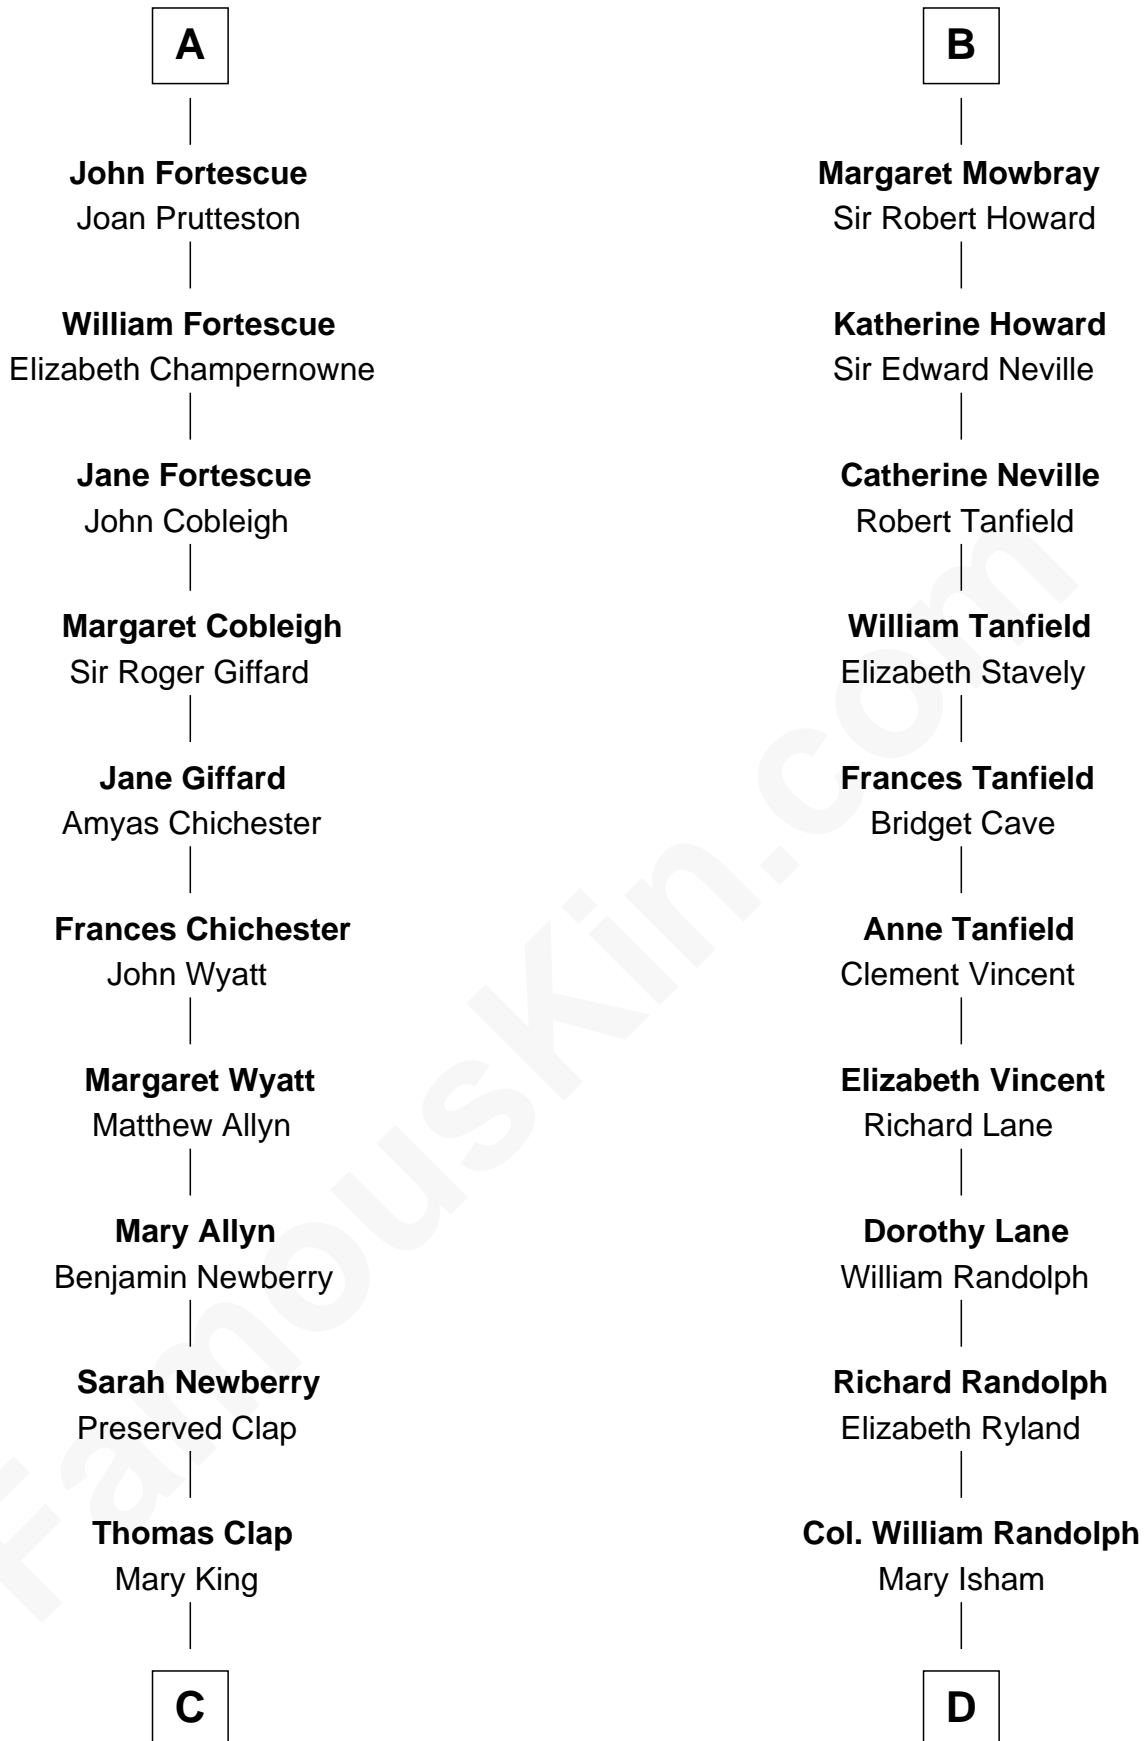 A
John Fortescue
Joan Prutteston
William Fortescue
Elizabeth Champernowne
Jane Fortescue
John Cobleigh
Margaret Cobleigh
Sir Roger Giffard
Jane Giffard
Amyas Chichester
Frances Chichester
John Wyatt
Margaret Wyatt
Matthew Allyn
Mary Allyn
Benjamin Newberry
Sarah Newberry
Preserved Clap
Thomas Clap
Mary King
C
B
Margaret Mowbray
Sir Robert Howard
Katherine Howard
Sir Edward Neville
Catherine Neville
Robert Tanfield
William Tanfield
Elizabeth Stavely
Frances Tanfield
Bridget Cave
Anne Tanfield
Clement Vincent
Elizabeth Vincent
Richard Lane
Dorothy Lane
William Randolph
Richard Randolph
Elizabeth Ryland
Col. William Randolph
Mary Isham
D
FamousKin.com